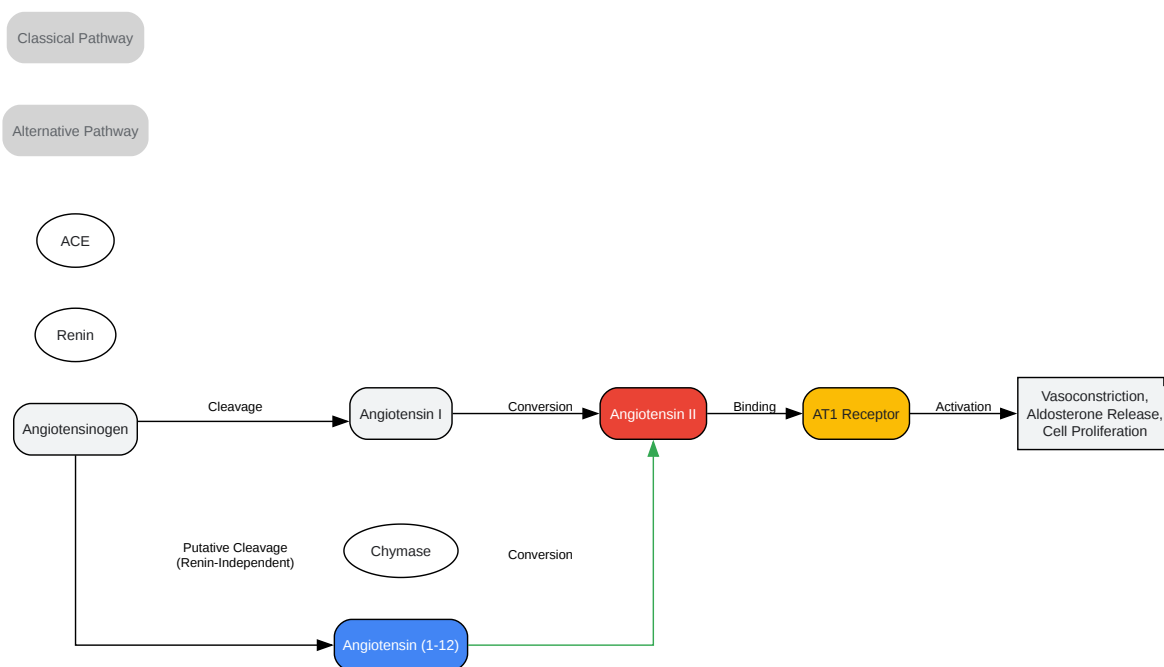 Classical Pathway
Alternative Pathway
ACE
Renin
Angiotensinogen
Cleavage
Angiotensin I
Conversion
Angiotensin II
Binding
AT1 Receptor
Activation
Vasoconstriction,
Aldosterone Release,
Cell Proliferation
Putative Cleavage
(Renin-Independent)
Chymase
Conversion
Angiotensin (1-12)